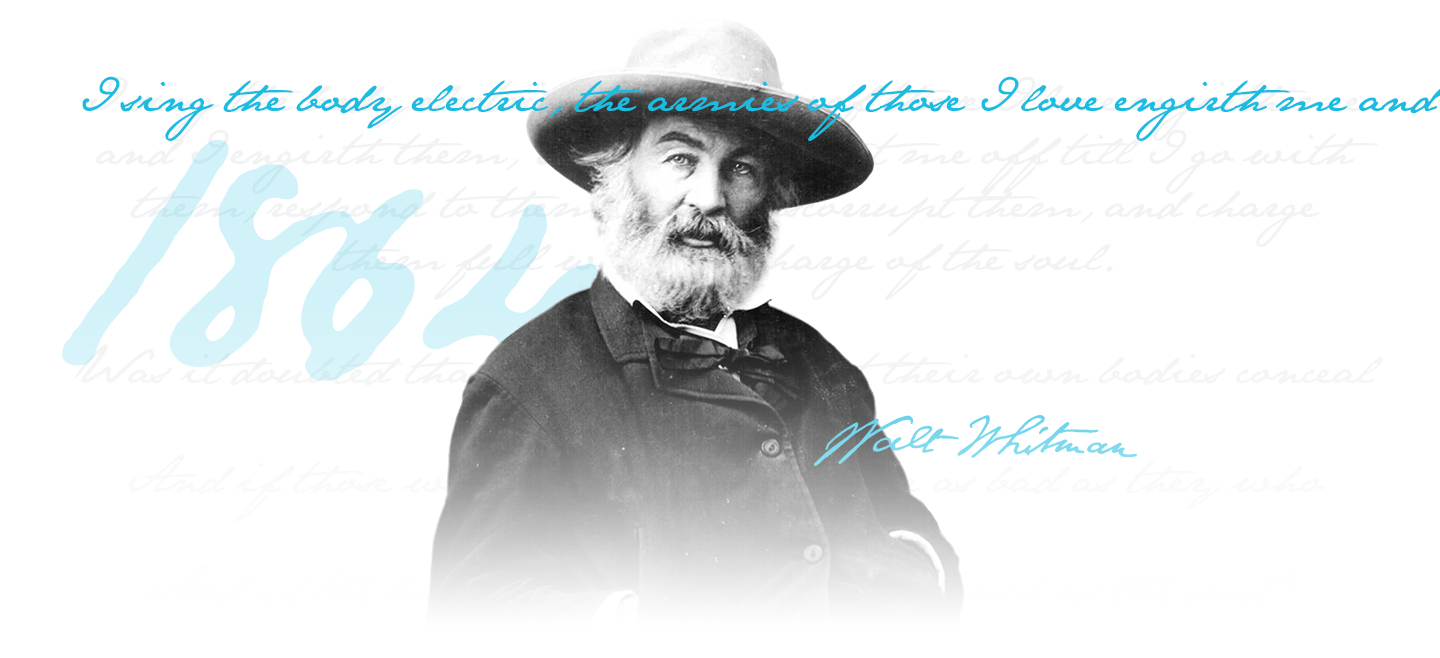 I sing the body electric, the armies of those I love engirth me and
and I engirth them, t me off till I go with
them, respond to them corrupt them, and charge
them full w harge of the soul.
1864
Was it doubted tha their own bodies conceal
Walt Whitman
And if those w as bad as they, who